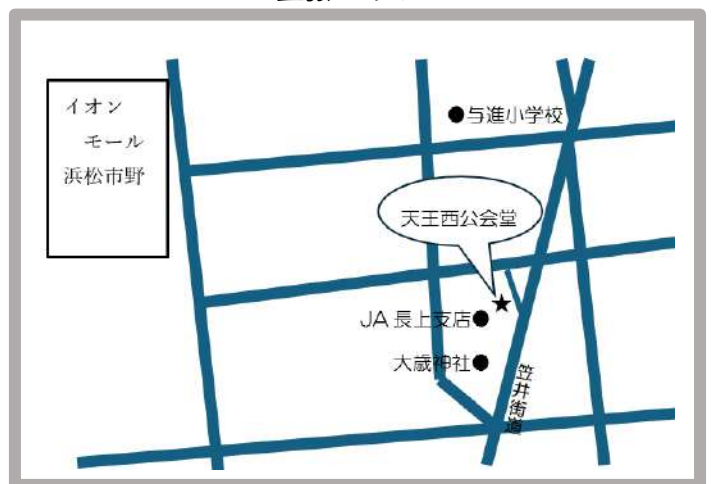 イオン
モール
浜松市野
●与進小学校
天王西公会堂
★
JA長上支店●
大歳神社●
笠井街道